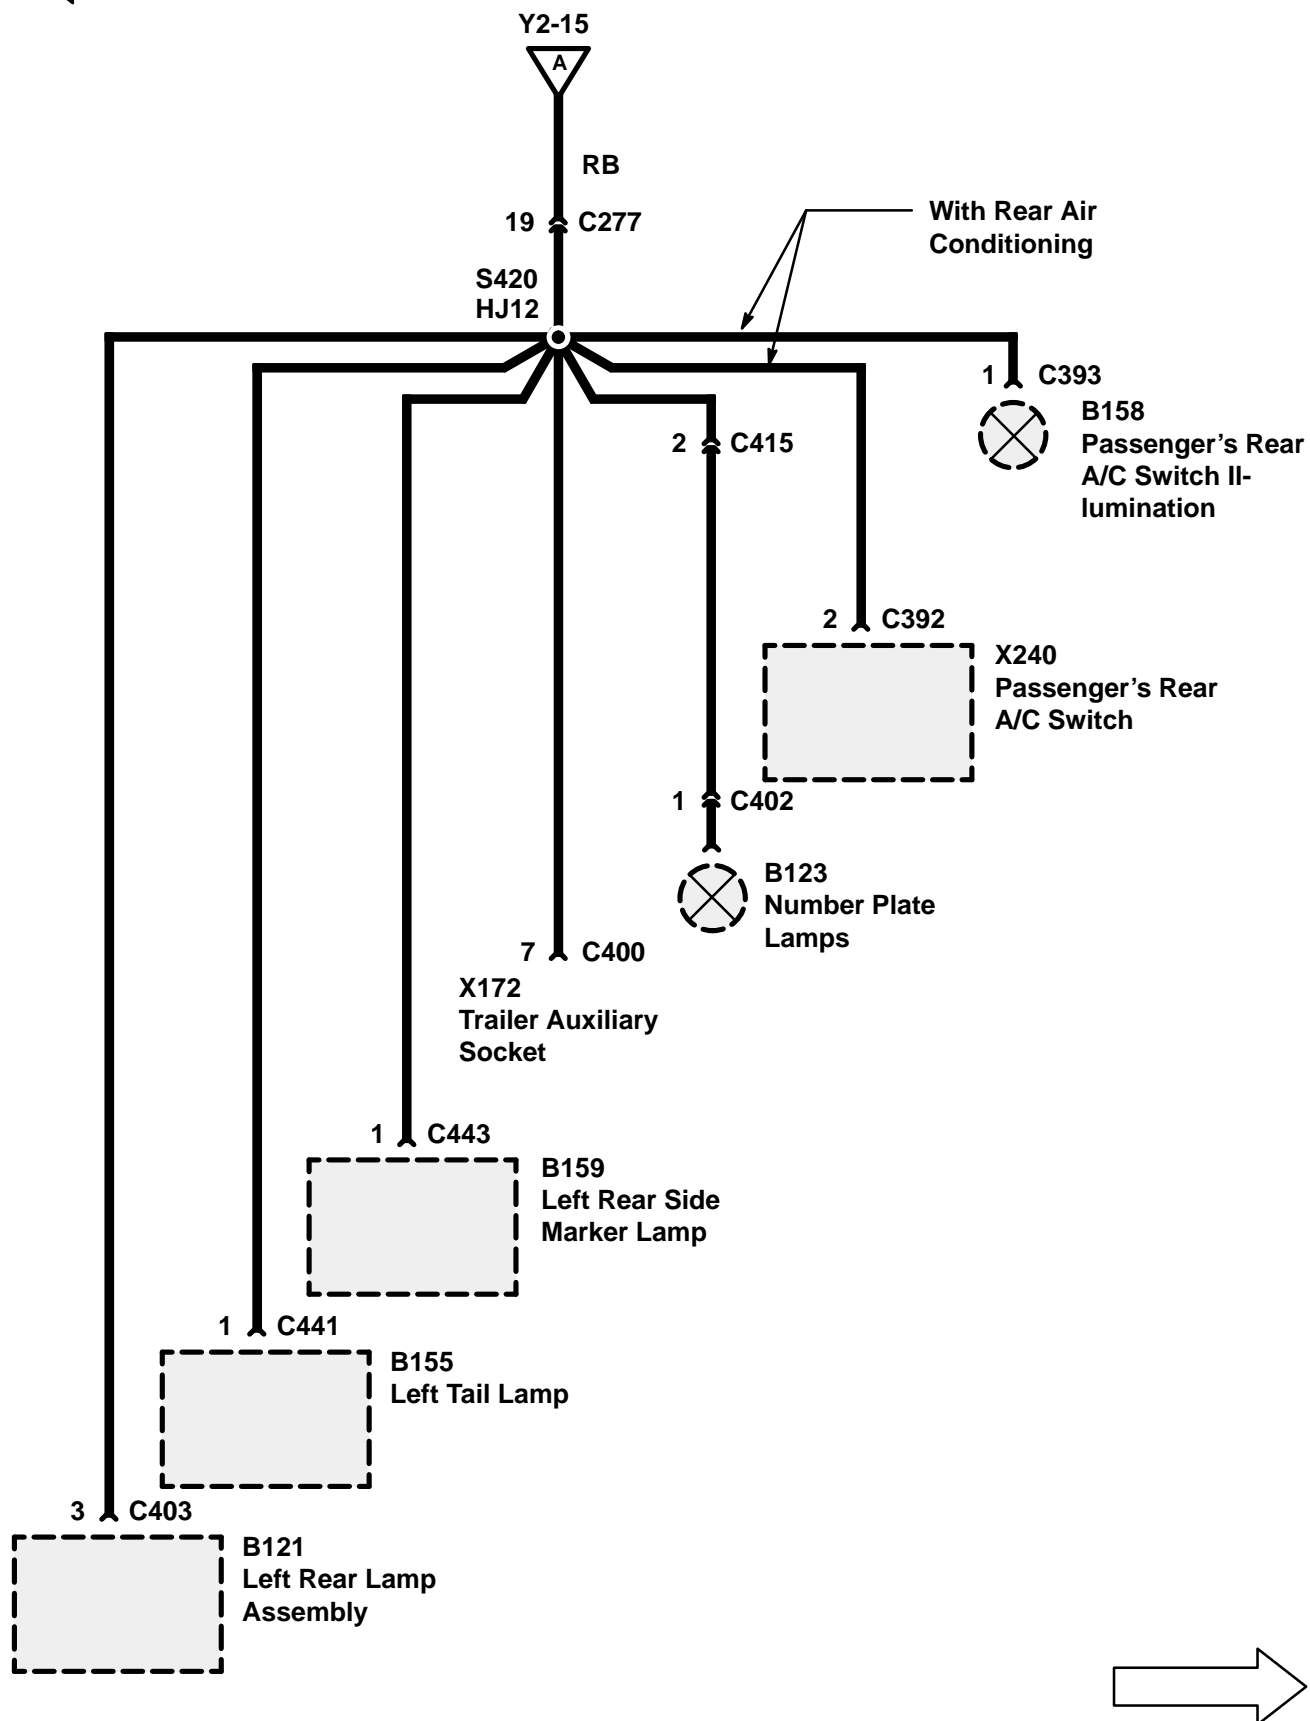 Y2-15
A
RB
19 C277
With Rear Air
Conditioning
S420
HJ12
1 C393
B158
Passenger’s Rear
A/C Switch Il-
lumination
2 C415
2 C392
X240
Passenger’s Rear
A/C Switch
1 C402
B123
Number Plate
Lamps
7 C400
X172
Trailer Auxiliary
Socket
1 C443
B159
Left Rear Side
Marker Lamp
1 C441
B155
Left Tail Lamp
3 C403
B121
Left Rear Lamp
Assembly